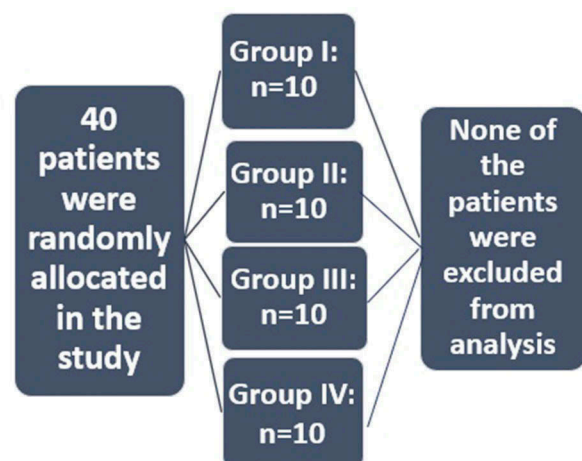 40
patients
were
randomly
allocated
in the
study
Group I:
n=10
Group II:
n=10
Group III:
n=10
Group IV:
n=10
None of
the
patients
were
excluded
from
analysis